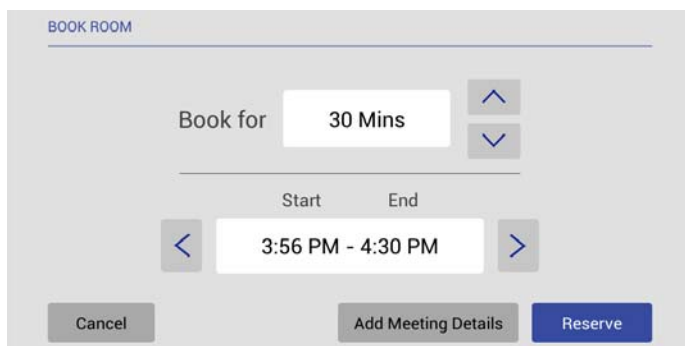 BOOK ROOM
Book for 30 Mins
Start End
3:56 PM - 4:30 PM
Cancel Add Meeting Details Reserve